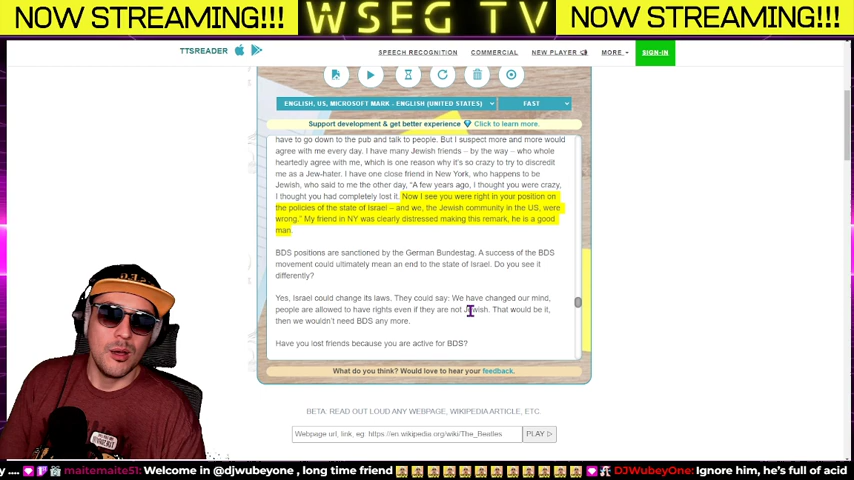 NOW STREAMING!!!
WSEG TV
NOW STREAMING!!!
TTSREADER
SPEECH RECOGNITION
COMMERCIAL
NEW PLAYER
MORE
SIGN-IN
ENGLISH, US, MICROSOFT MARK - ENGLISH (UNITED STATES)
FAST
Support development & get better experience
Click to learn more.
have to go down to the pub and talk to people. But I suspect more and more would
agree with me every day. I have many Jewish friends – by the way – who whole
heartedly agree with me, which is one reason why it's so crazy to try to discredit
me as a Jew-hater. I have one close friend in New York, who happens to be
Jewish, who said to me the other day, "A few years ago, I thought you were crazy,
I thought you had completely lost it. Now I see you were right in your position on
the policies of the state of Israel – and we, the Jewish community in the US, were
wrong." My friend in NY was clearly distressed making this remark, he is a good
man.
BDS positions are sanctioned by the German Bundestag. A success of the BDS
movement could ultimately mean an end to the state of Israel. Do you see it
differently?
Yes, Israel could change its laws. They could say: We have changed our mind,
people are allowed to have rights even if they are not Jewish. That would be it,
then we wouldn't need BDS any more.
Have you lost friends because you are active for BDS?
What do you think? Would love to hear your feedback.
BETA: READ OUT LOUD ANY WEBPAGE, WIKIPEDIA ARTICLE, ETC.
Webpage url, link, eg: https://en.wikipedia.org/wiki/The_Beatles
PLAY ▷
y .... maitemaite51: Welcome in @djwubeyone , long time friend DJWubeyOne: Ignore him, he's full of acid